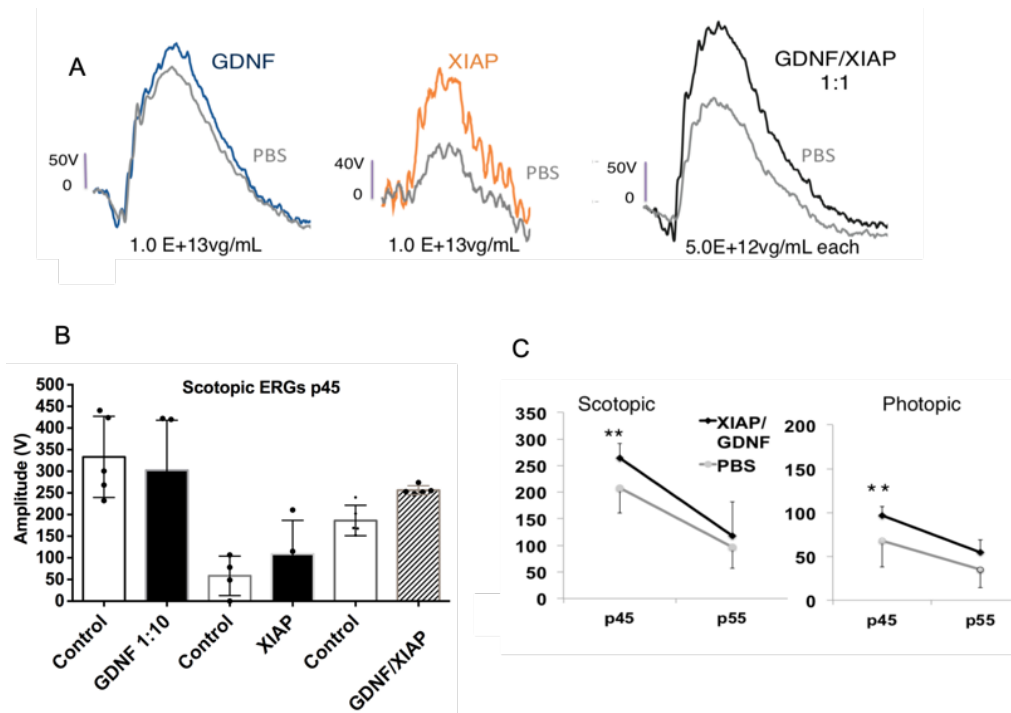 A
GDNF
PBS
50V
0
1.0 E+13vg/mL
XIAP
PBS
40V
0
1.0 E+13vg/mL
GDNF/XIAP
1:1
PBS
50V
0
5.0E+12vg/mL each
B
Scotopic ERGs p45
Amplitude (V)
500
450
400
350
300
250
200
150
100
50
0
Control
GDNF 1:10
Control
XIAP
Control
GDNF/XIAP
C
Scotopic
350
300
250
200
150
100
50
0
**
XIAP/
GDNF
PBS
p45
p55
Photopic
200
150
100
50
0
**
p45
p55